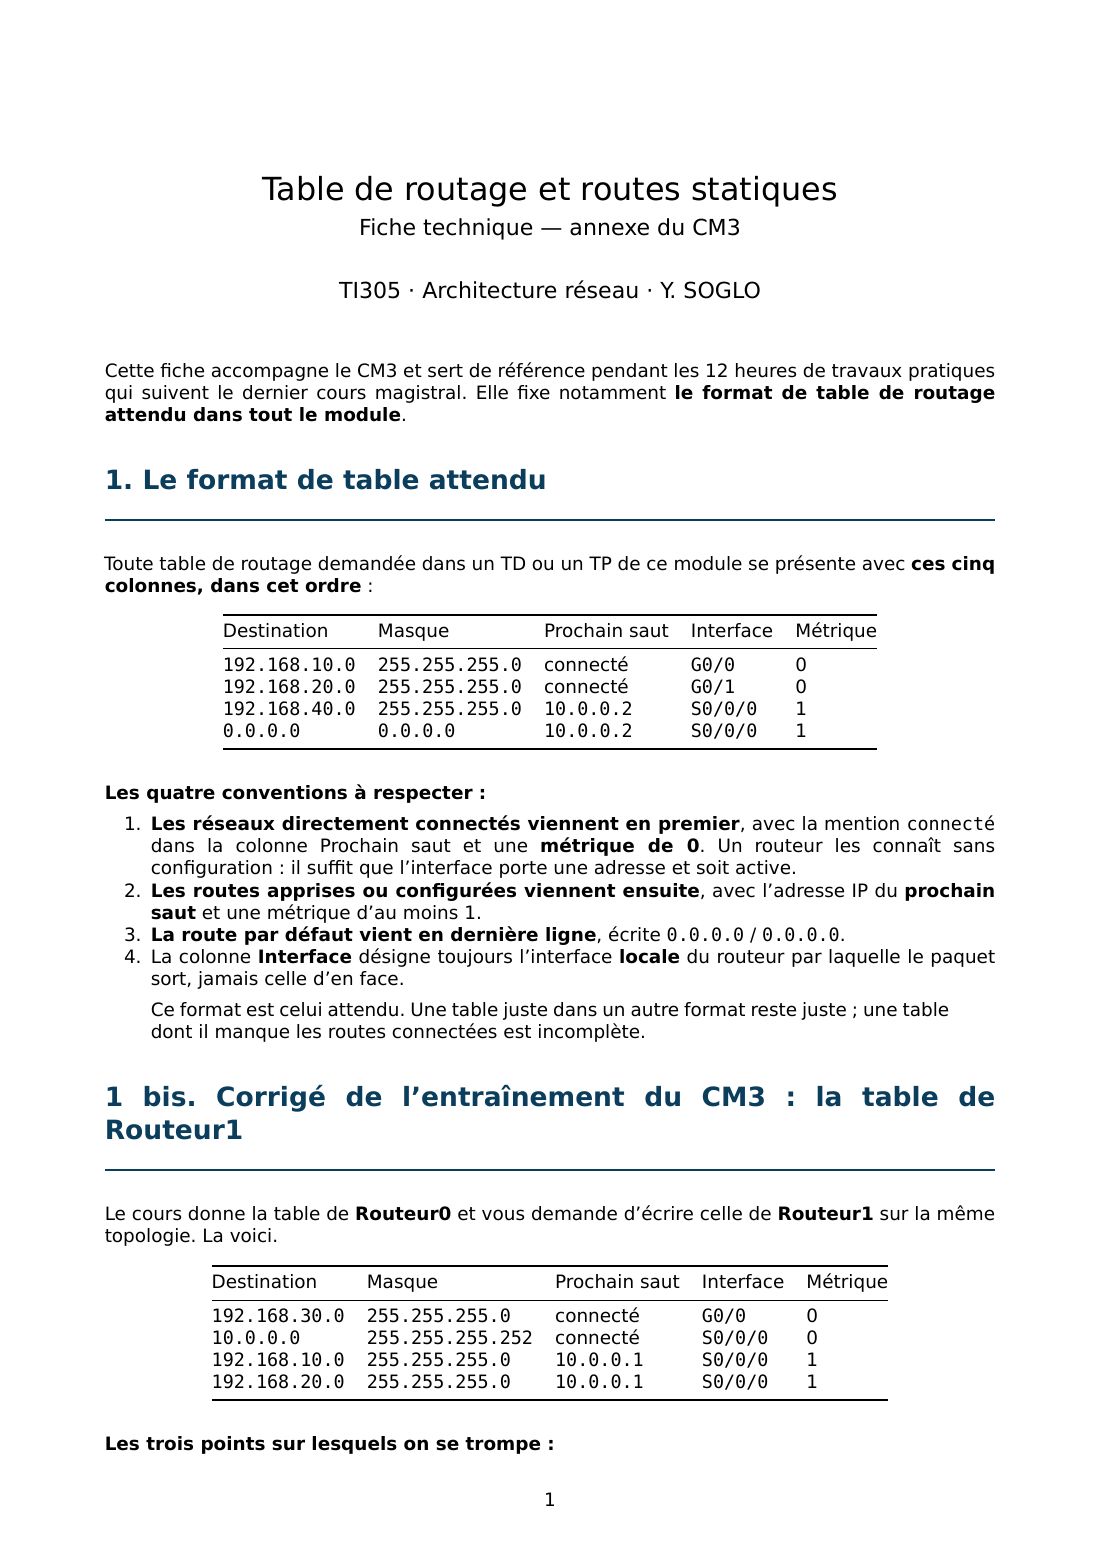 Table de routage et routes statiques
Fiche technique — annexe du CM3
TI305 · Architecture réseau · Y. SOGLO
Cette fiche accompagne le CM3 et sert de référence pendant les 12 heures de travaux pratiques
qui suivent le dernier cours magistral. Elle fixe notamment le format de table de routage
attendu dans tout le module.
1. Le format de table attendu
Toute table de routage demandée dans un TD ou un TP de ce module se présente avec ces cinq
colonnes, dans cet ordre :
Destination Masque Prochain saut Interface Métrique
192.168.10.0 255.255.255.0 connecté G0/0 0
192.168.20.0 255.255.255.0 connecté G0/1 0
192.168.40.0 255.255.255.0 10.0.0.2 S0/0/0 1
0.0.0.0 0.0.0.0 10.0.0.2 S0/0/0 1
Les quatre conventions à respecter :
1. Les réseaux directement connectés viennent en premier, avec la mention connecté
dans la colonne Prochain saut et une métrique de 0. Un routeur les connaît sans
configuration : il suffit que l’interface porte une adresse et soit active.
2. Les routes apprises ou configurées viennent ensuite, avec l’adresse IP du prochain
saut et une métrique d’au moins 1.
3. La route par défaut vient en dernière ligne, écrite 0.0.0.0 / 0.0.0.0.
4. La colonne Interface désigne toujours l’interface locale du routeur par laquelle le paquet
sort, jamais celle d’en face.
Ce format est celui attendu. Une table juste dans un autre format reste juste ; une table
dont il manque les routes connectées est incomplète.
1 bis. Corrigé de l’entraînement du CM3 : la table de
Routeur1
Le cours donne la table de Routeur0 et vous demande d’écrire celle de Routeur1 sur la même
topologie. La voici.
Destination Masque Prochain saut Interface Métrique
192.168.30.0 255.255.255.0 connecté G0/0 0
10.0.0.0 255.255.255.252 connecté S0/0/0 0
192.168.10.0 255.255.255.0 10.0.0.1 S0/0/0 1
192.168.20.0 255.255.255.0 10.0.0.1 S0/0/0 1
Les trois points sur lesquels on se trompe :
1